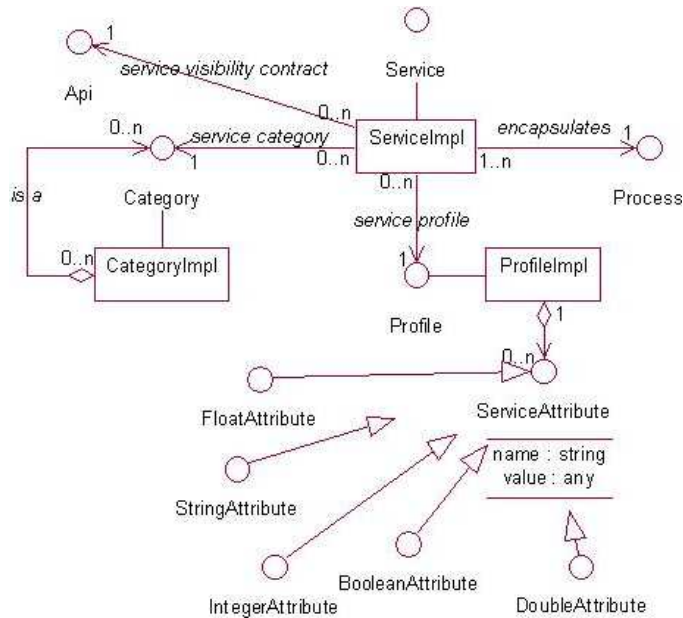 1
service visibility contract
Api
Service
0..n
0..n
service category
1
0..n
ServiceImpl
encapsulates
1
1..n
0..n
is a
Category
Process
service profile
0..n
CategoryImpl
1
ProfileImpl
1
Profile
0..n
FloatAttribute
ServiceAttribute
name : string
value : any
StringAttribute
BooleanAttribute
IntegerAttribute
DoubleAttribute